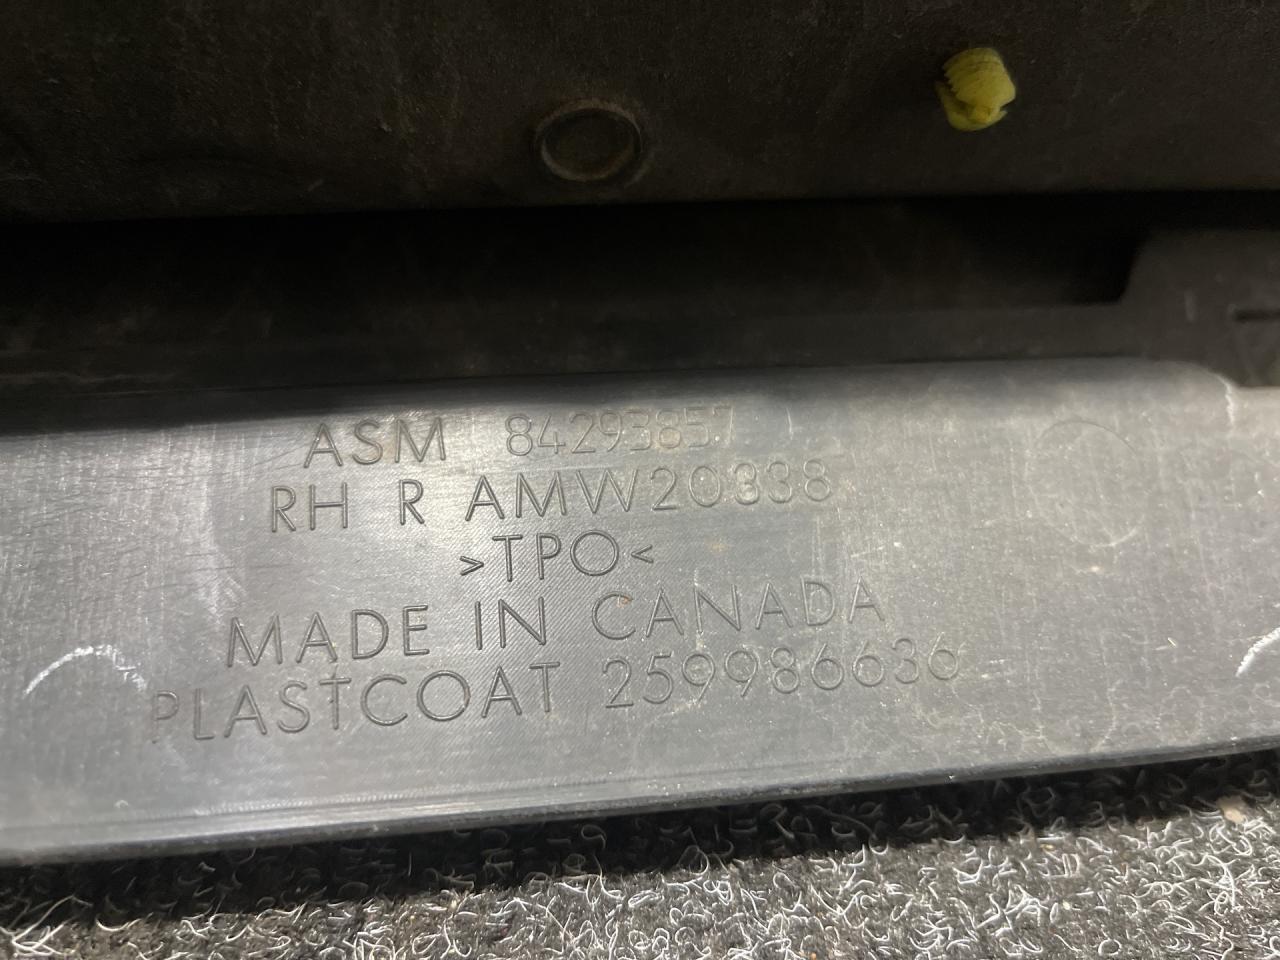 ASM 84293857
RH R AMW20338
>TPO<
MADE IN CANADA
PLASTCOAT 259986636